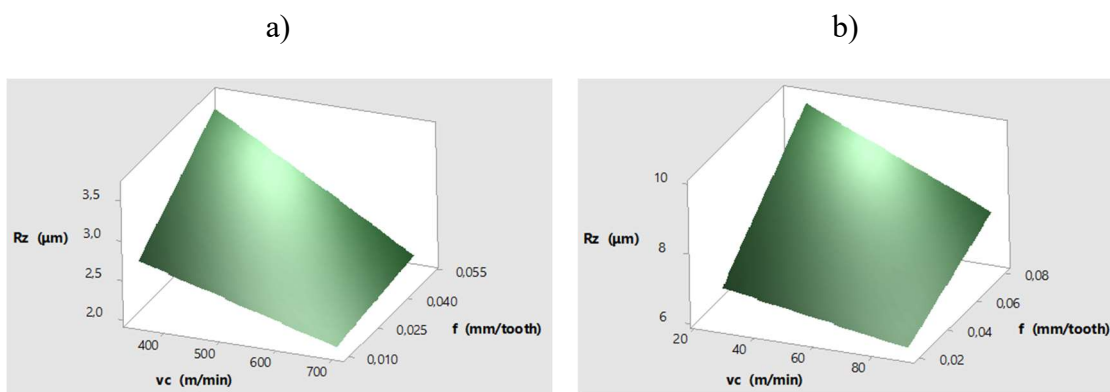 a)
b)
3,5
3.0
2.5
2.0
Rz (µm)
400
500
600
700
vc (m/min)
0,055
0,040
0,025
0,010
f (mm/tooth)
10
8
6
Rz (µm)
20
40
60
80
vc (m/min)
0.08
0.06
0.04
0.02
f (mm/tooth)